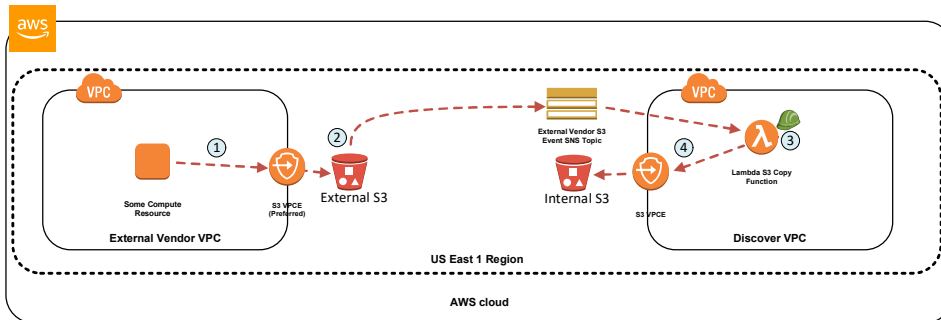 aws
VPC
VPC
1
2
3
4
External Vendor S3
Event SNS Topic
Lambda S3 Copy
Function
Some Compute
Resource
S3 VPCE
(Preferred)
External S3
Internal S3
S3 VPCE
External Vendor VPC
Discover VPC
US East 1 Region
AWS cloud